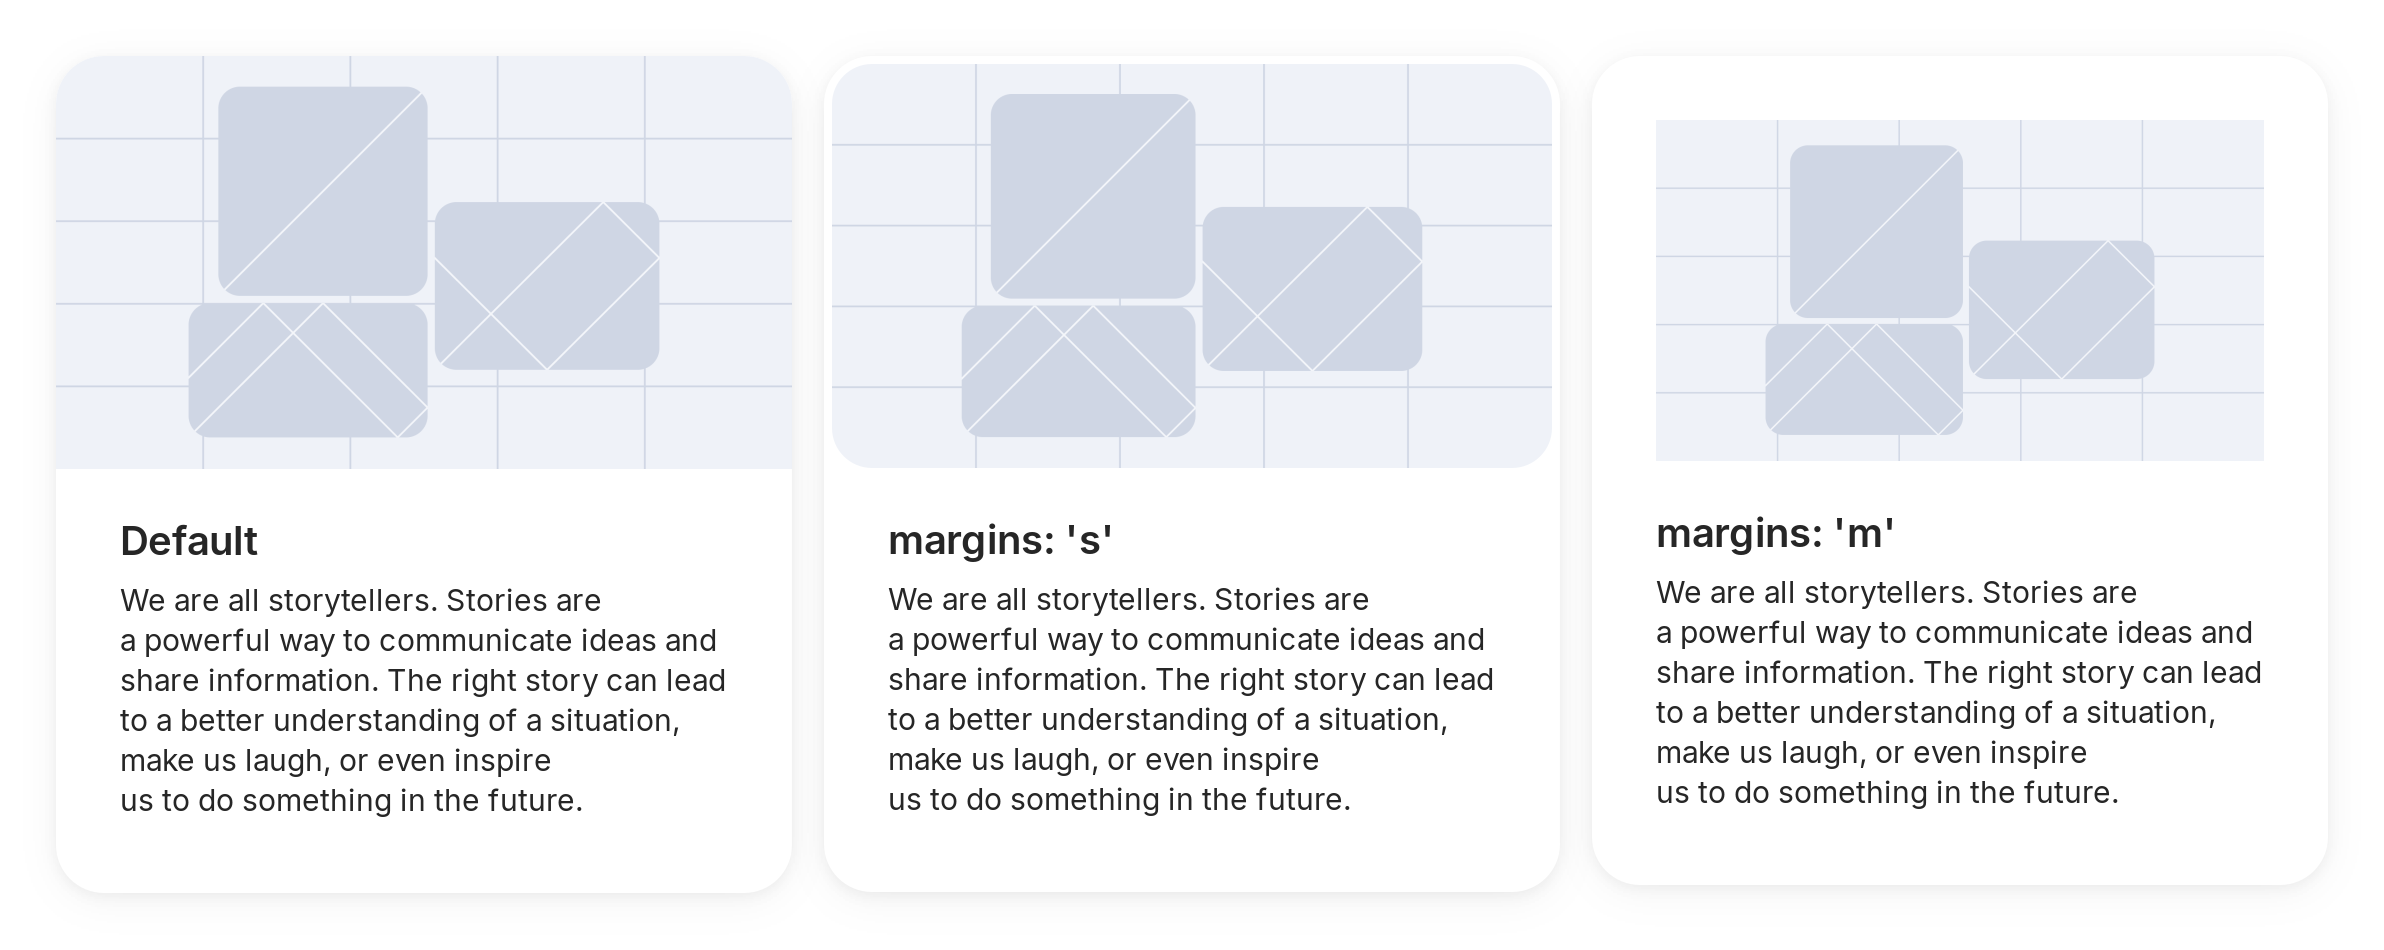 Default
We are all storytellers. Stories are
a powerful way to communicate ideas and
share information. The right story can lead
to a better understanding of a situation,
make us laugh, or even inspire
us to do something in the future.
margins: 's'
We are all storytellers. Stories are
a powerful way to communicate ideas and
share information. The right story can lead
to a better understanding of a situation,
make us laugh, or even inspire
us to do something in the future.
margins: 'm'
We are all storytellers. Stories are
a powerful way to communicate ideas and
share information. The right story can lead
to a better understanding of a situation,
make us laugh, or even inspire
us to do something in the future.